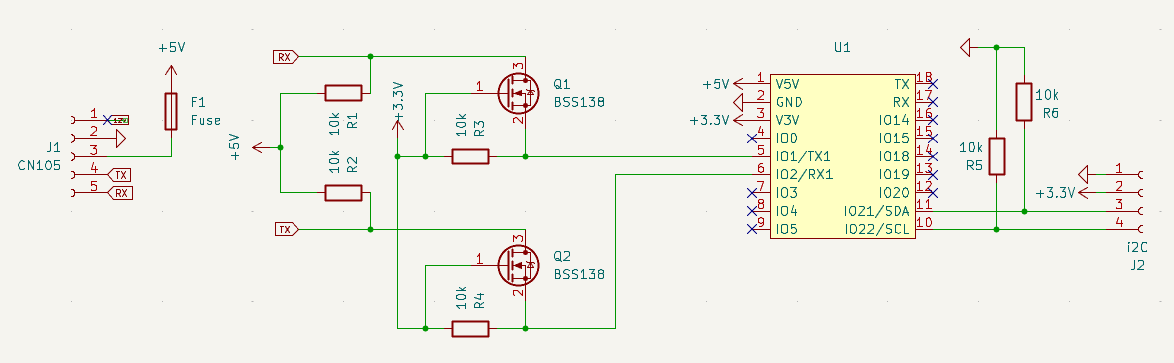 +5V
F1
Fuse
1
12V
2
3
J1
CN105
4
TX
5
RX
RX
+5V
10k
R1
10k
R2
TX
+3.3V
1
3
2
Q1
BSS138
10k
R3
1
3
2
Q2
BSS138
10k
R4
U1
+5V
1
V5V
2
GND
+3.3V
3
V3V
4
IO0
5
IO1/TX1
6
IO2/RX1
7
IO3
8
IO4
9
IO5
TX
18
RX
17
IO14
16
IO15
15
IO18
14
IO19
13
IO20
12
IO21/SDA
11
IO22/SCL
10
10k
R6
10k
R5
1
+3.3V
2
3
4
i2C
J2